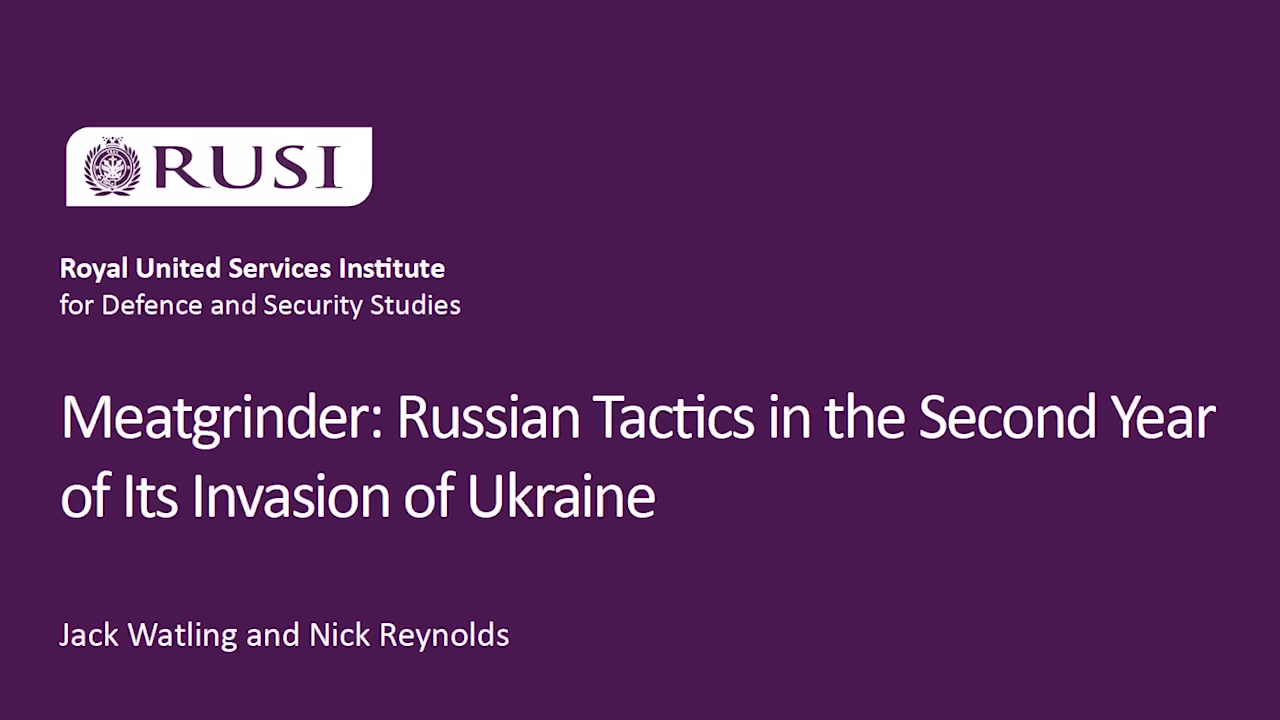 RUSI
Royal United Services Institute
for Defence and Security Studies
Meatgrinder: Russian Tactics in the Second Year
of Its Invasion of Ukraine
Jack Watling and Nick Reynolds